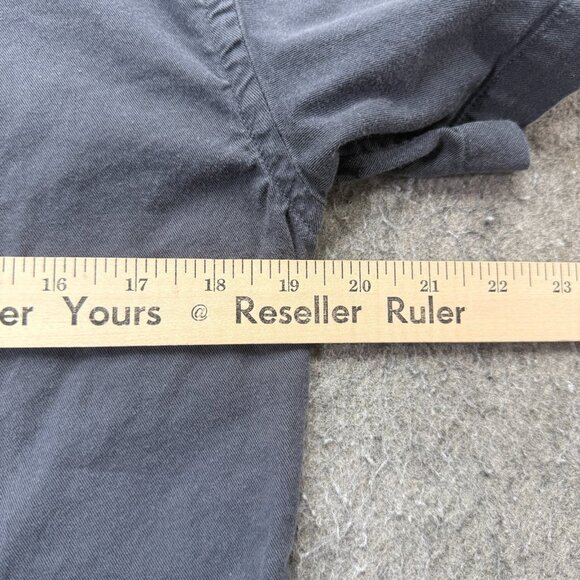 16 17 18 19 20 21 22 23
er Yours @ Reseller Ruler